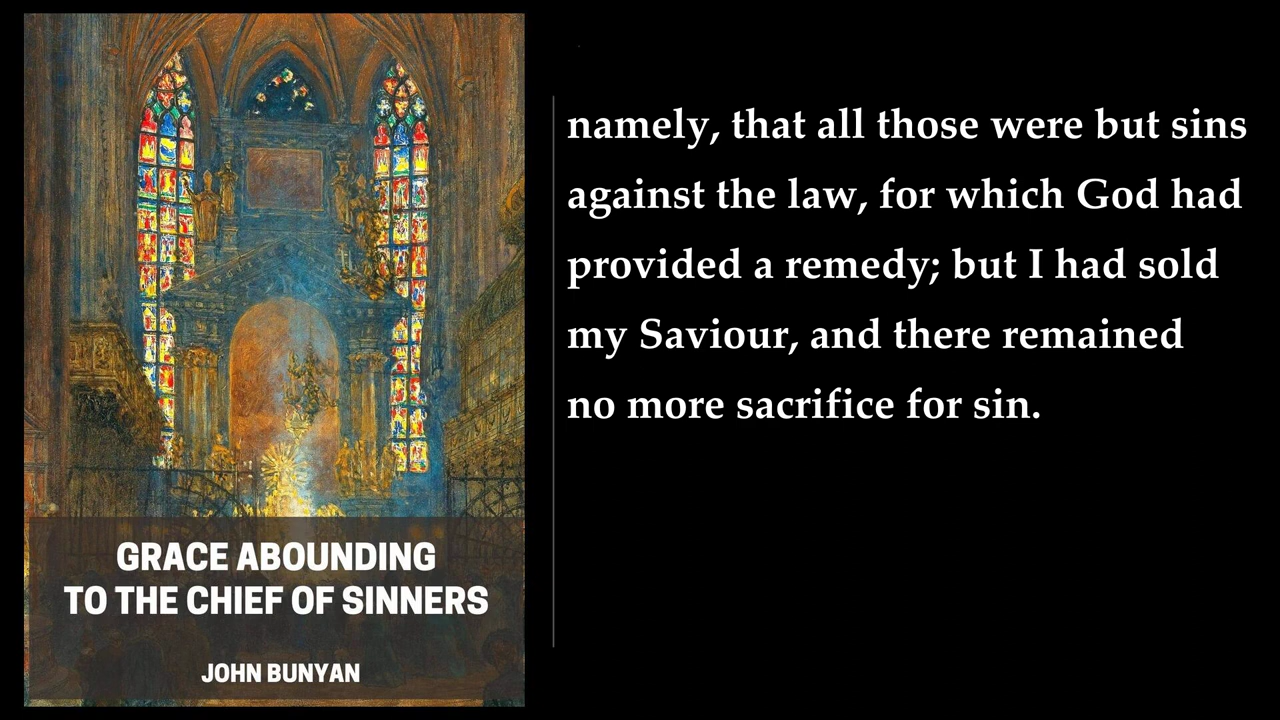 namely, that all those were but sins
against the law, for which God had
provided a remedy; but I had sold
my Saviour, and there remained
no more sacrifice for sin.
GRACE ABOUNDING
TO THE CHIEF OF SINNERS
JOHN BUNYAN